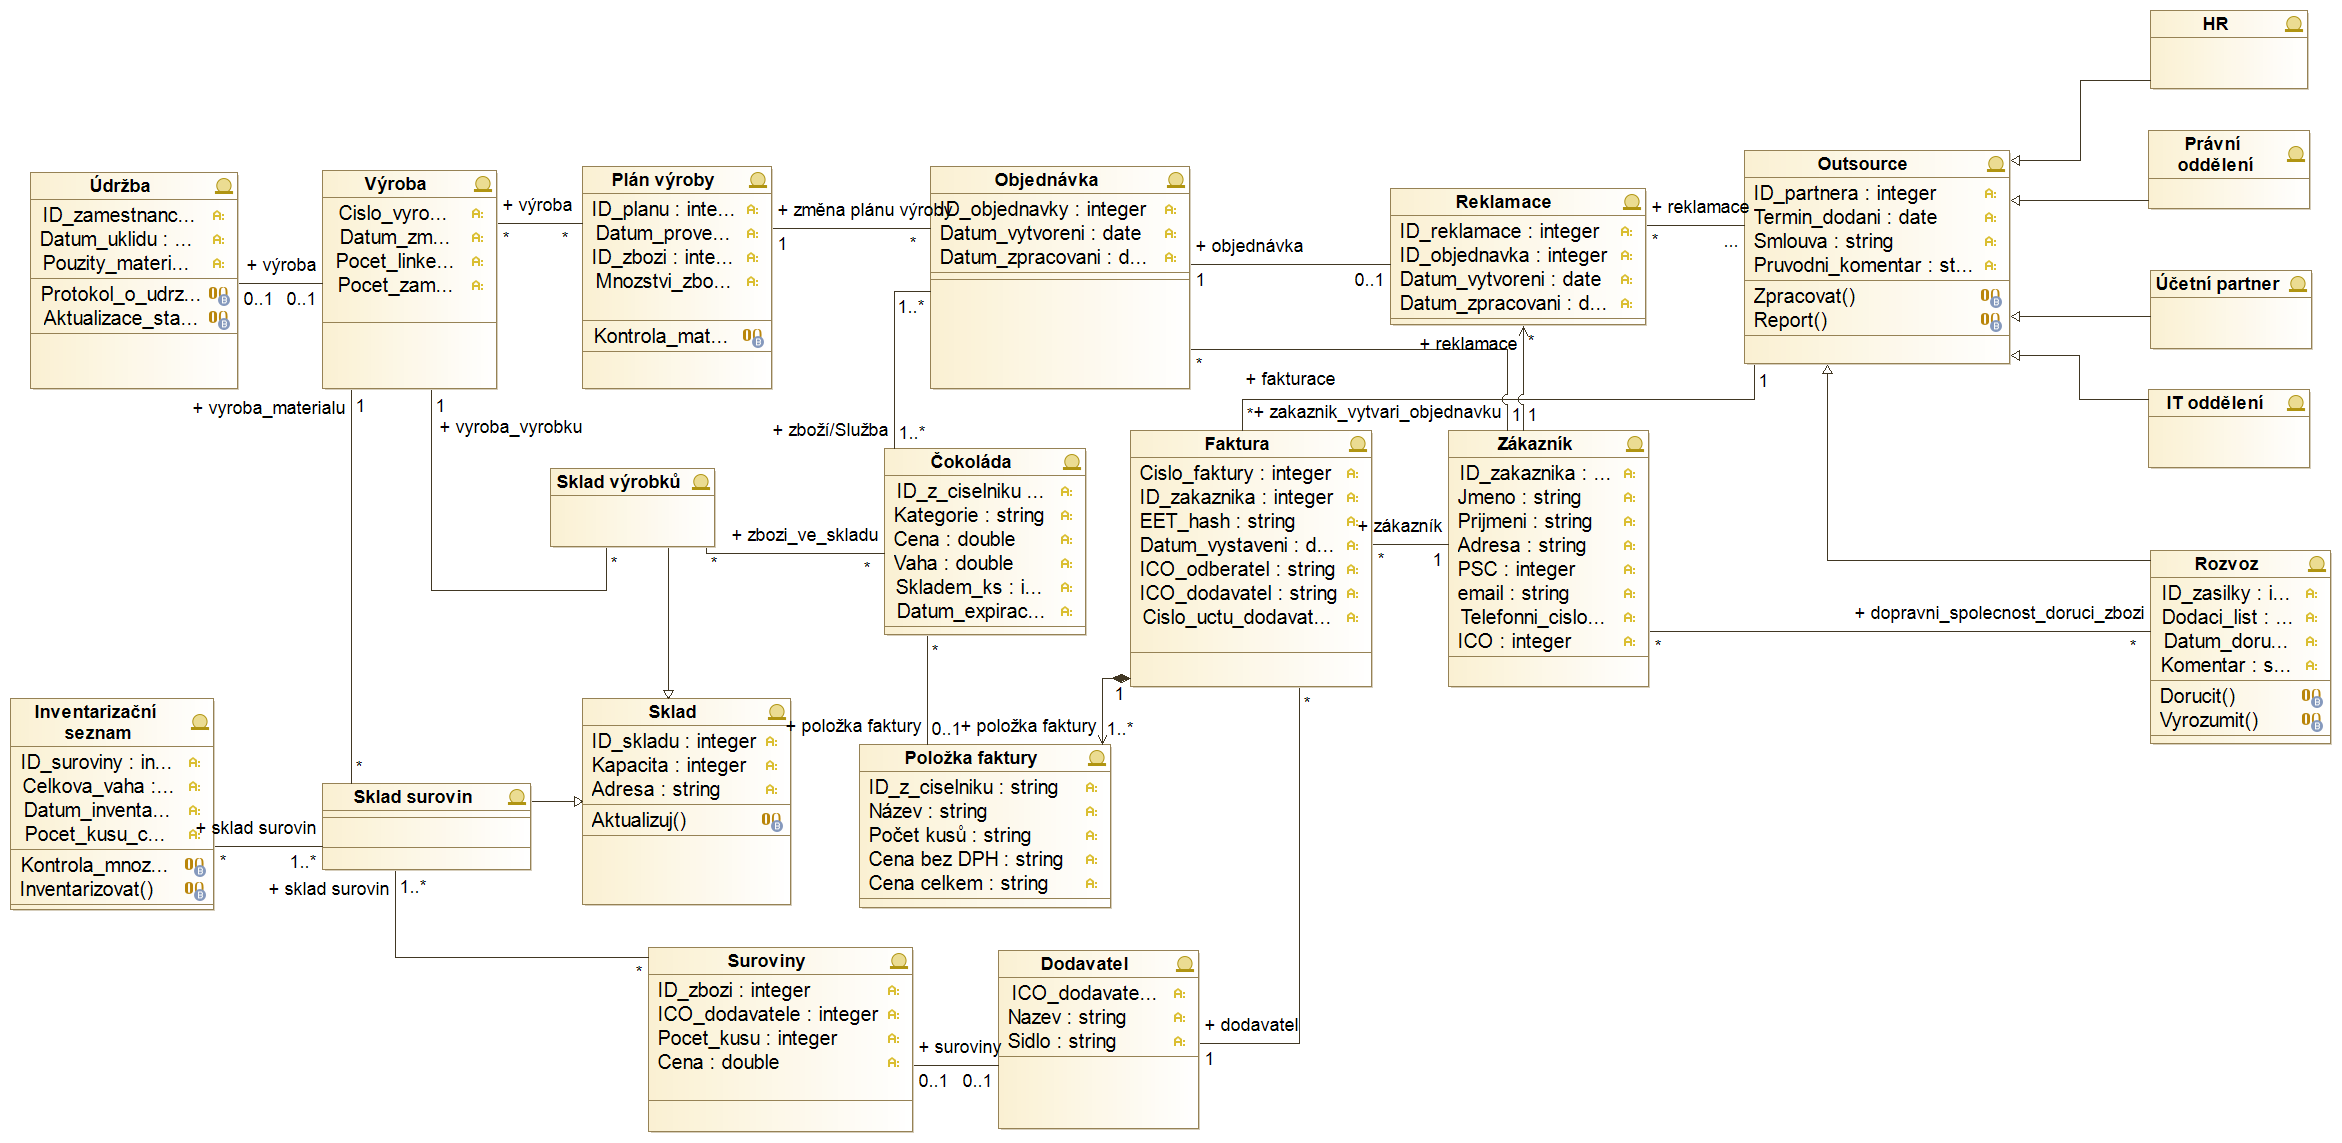 HR
Právní
oddělení
Účetní partner
IT oddělení
Outsource
ID_partnera : integer
Termin_dodani : date
Smlouva : string
Pruvodni_komentar : st...
Zpracovat()
Report()
Údržba
ID_zamestnanc...
Datum_uklidu : ...
Pouzity_materi...
Protokol_o_udrz...
Aktualizace_sta...
+ výroba
0..1
0..1
Výroba
Cislo_vyro...
Datum_zm...
Pocet_linke...
Pocet_zam...
+ výroba
*
*
Plán výroby
ID_planu : inte...
Datum_prove...
ID_zbozi : inte...
Mnozstvi_zbo...
Kontrola_mat...
+ změna plánu výroby
1
*
Objednávka
ID_objednavky : integer
Datum_vytvoreni : date
Datum_zpracovani : d...
+ objednávka
1
0..1
Reklamace
ID_reklamace : integer
ID_objednavka : integer
Datum_vytvoreni : date
Datum_zpracovani : d...
+ reklamace
*
...
1..*
+ reklamace
*
*
+ fakturace
1
*
+ zakaznik_vytvari_objednavku
1
1
+ vyroba_materialu
1
1
+ vyroba_vyrobku
+ zboží/Služba
1..*
Sklad výrobků
*
*
+ zbozi_ve_skladu
*
Čokoláda
ID_z_ciselniku ...
Kategorie : string
Cena : double
Vaha : double
Skladem_ks : i...
Datum_expirac...
*
Faktura
Cislo_faktury : integer
ID_zakaznika : integer
EET_hash : string
Datum_vystaveni : d...
ICO_odberatel : string
ICO_dodavatel : string
Cislo_uctu_dodavat...
+ zákazník
*
1
Zákazník
ID_zakaznika : ...
Jmeno : string
Prijmeni : string
Adresa : string
PSC : integer
email : string
Telefonni_cislo...
ICO : integer
+ dopravni_spolecnost_doruci_zbozi
*
*
Rozvoz
ID_zasilky : i...
Dodaci_list : ...
Datum_doru...
Komentar : s...
Dorucit()
Vyrozumit()
1
*
+ položka faktury
0..1
+ položka faktury
1..*
Inventarizační
seznam
ID_suroviny : in...
Celkova_vaha :...
Datum_inventa...
Pocet_kusu_c...
Kontrola_mnoz...
Inventarizovat()
+ sklad surovin
*
1..*
*
Sklad surovin
+ sklad surovin
1..*
Sklad
ID_skladu : integer
Kapacita : integer
Adresa : string
Aktualizuj()
Položka faktury
ID_z_ciselniku : string
Název : string
Počet kusů : string
Cena bez DPH : string
Cena celkem : string
*
Suroviny
ID_zbozi : integer
ICO_dodavatele : integer
Pocet_kusu : integer
Cena : double
+ suroviny
0..1
0..1
Dodavatel
ICO_dodavate...
Nazev : string
Sidlo : string
+ dodavatel
1